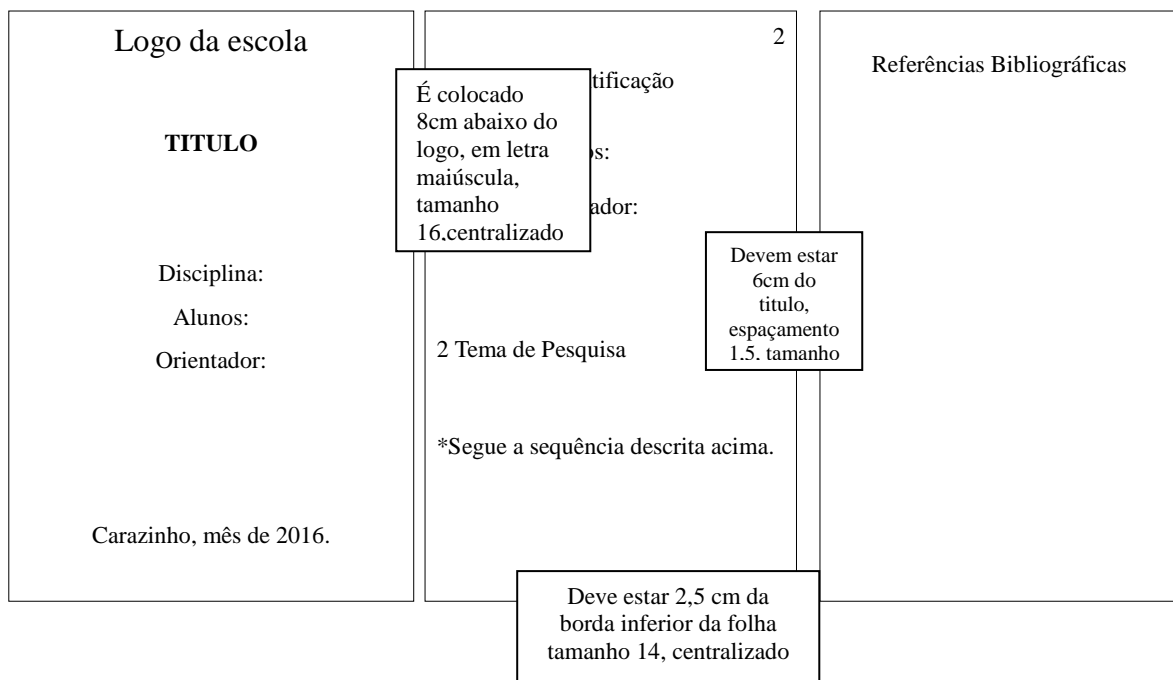 Logo da escola
TITULO
Disciplina:
Alunos:
Orientador:
Carazinho, mês de 2016.
É colocado
8cm abaixo do
logo, em letra
maiúscula,
tamanho
16,centralizado
2
tificação
os:
ador:
2 Tema de Pesquisa
*Segue a sequência descrita acima.
Devem estar
6cm do
titulo,
espaçamento
1,5, tamanho
Deve estar 2,5 cm da
borda inferior da folha
tamanho 14, centralizado
Referências Bibliográficas